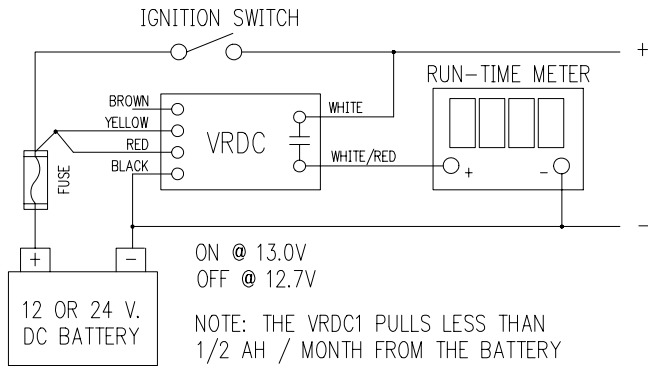 IGNITION SWITCH
+
RUN-TIME METER
BROWN
YELLOW
RED
BLACK
VRDC
WHITE
WHITE/RED
+ -
FUSE
-
+ -
12 OR 24 V.
DC BATTERY
ON @ 13.0V
OFF @ 12.7V
NOTE: THE VRDC1 PULLS LESS THAN
1/2 AH / MONTH FROM THE BATTERY